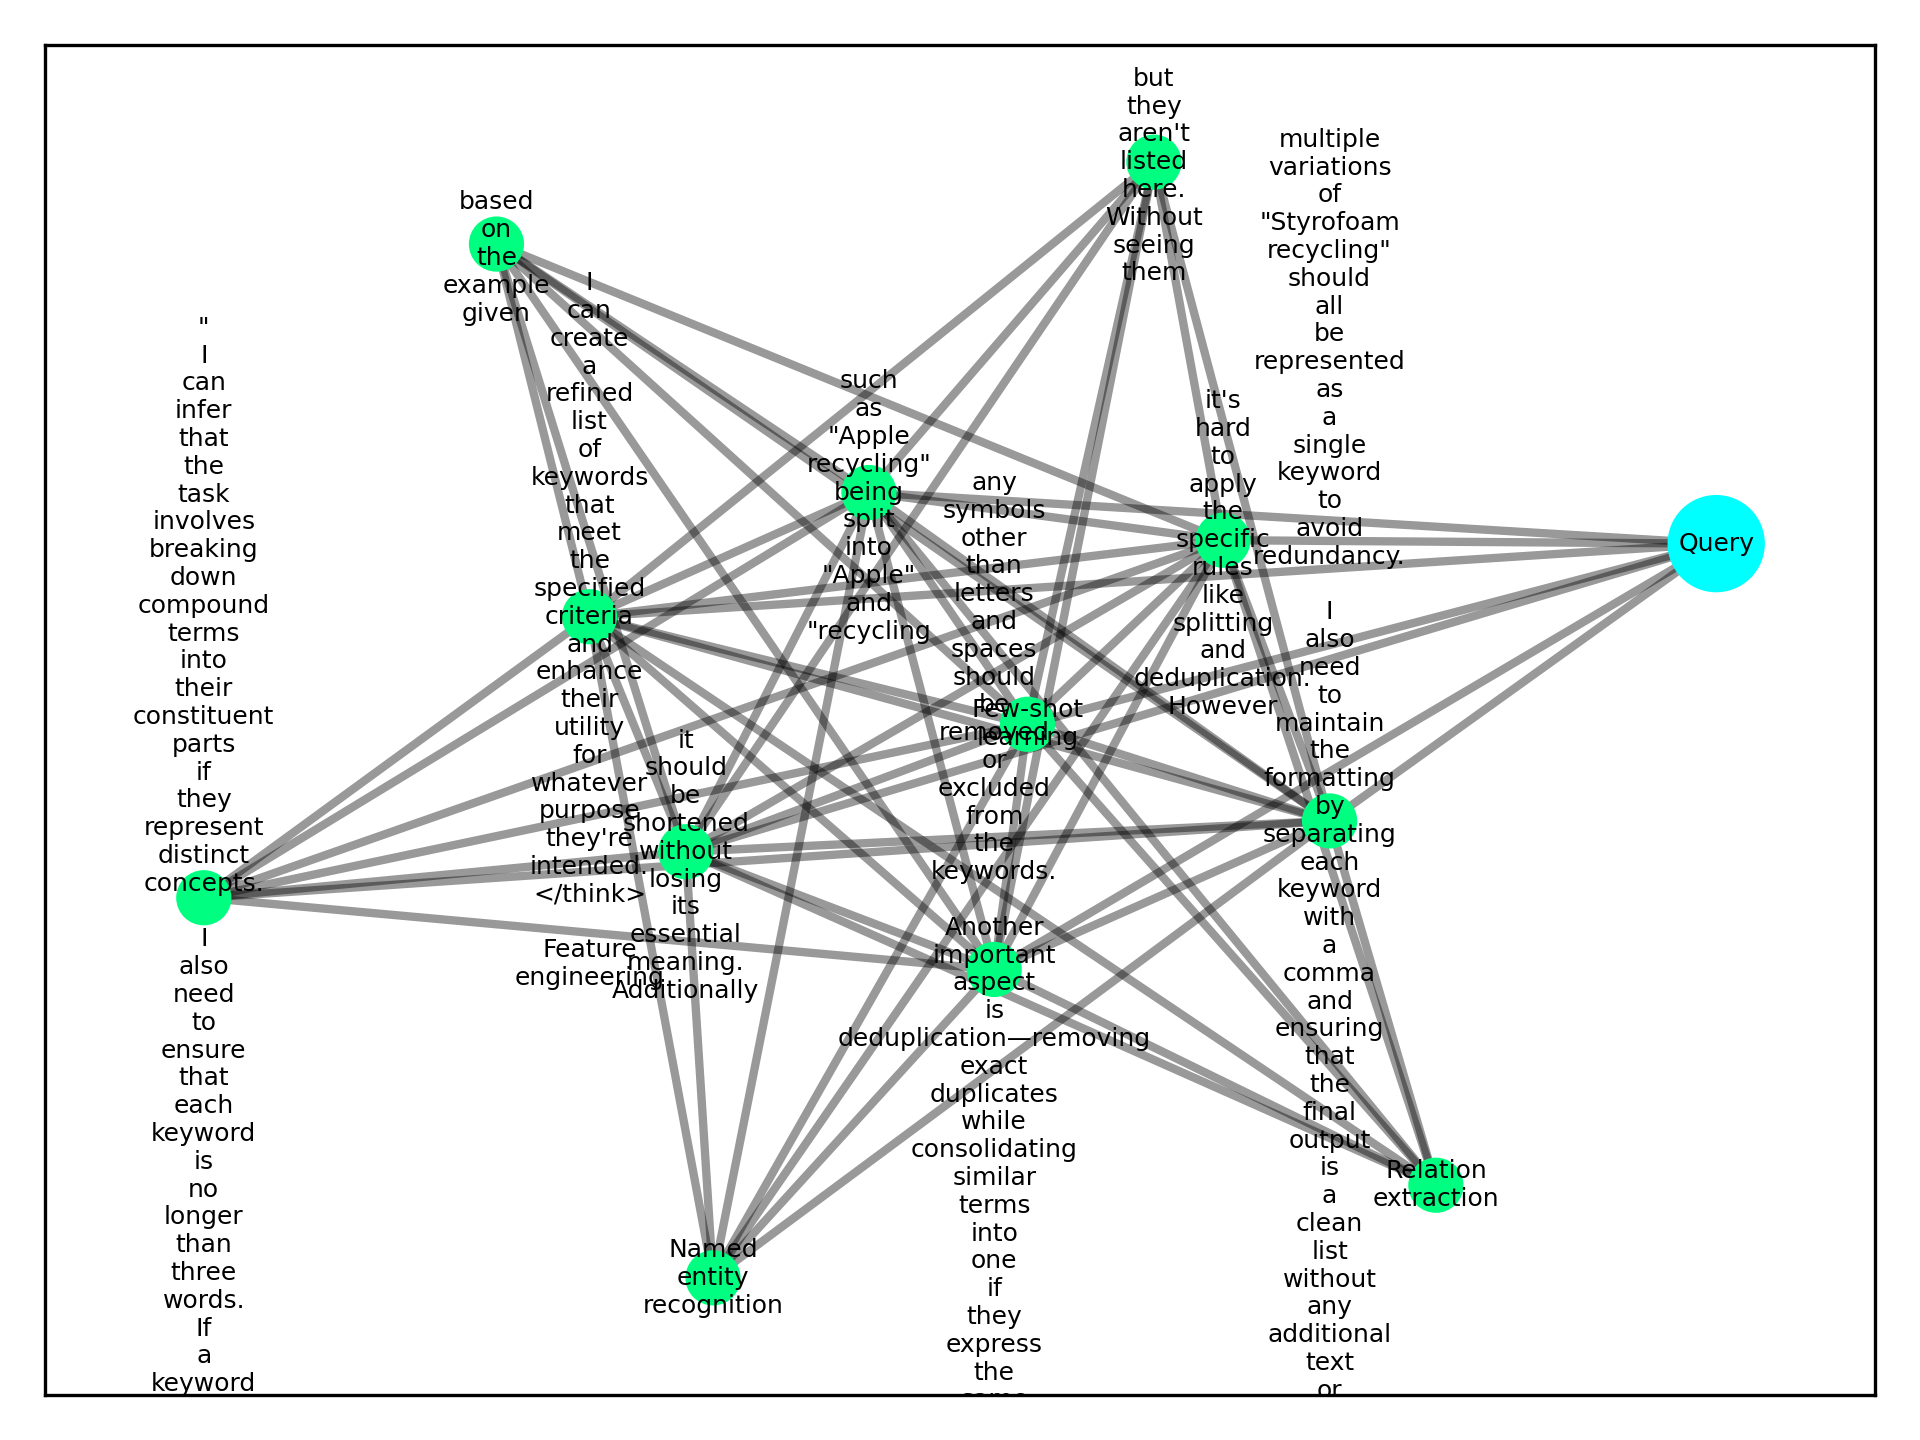 but
they
aren't
listed
here.
Without
seeing
them
multiple
variations
of
"Styrofoam
recycling"
should
all
be
represented
as
a
single
keyword
to
avoid
redundancy.
I
also
need
to
maintain
the
formatting
by
separating
each
keyword
with
a
comma
and
ensuring
that
the
final
output
is
a
clean
list
without
any
additional
text
or
based
on
the
example
given
I
can
create
a
refined
list
of
keywords
that
meet
the
specified
criteria
and
enhance
their
utility
for
whatever
purpose
they're
intended.
</think>
Feature
engineering
"
I
can
infer
that
the
task
involves
breaking
down
compound
terms
into
their
constituent
parts
if
they
represent
distinct
concepts.
I
also
need
to
ensure
that
each
keyword
is
no
longer
than
three
words.
If
a
keyword
such
as
"Apple
recycling"
being
split
into
"Apple"
and
"recycling
it's
hard
to
apply
the
specific
rules
like
splitting
and
deduplication.
However
Query
any
symbols
other
than
letters
and
spaces
should
be
removed
or
excluded
from
the
keywords.
Another
important
aspect
is
deduplication—removing
exact
duplicates
while
consolidating
similar
terms
into
one
if
they
express
the
Few-shot
learning
it
should
be
shortened
without
losing
its
essential
meaning.
Additionally
Relation
extraction
Named
entity
recognition